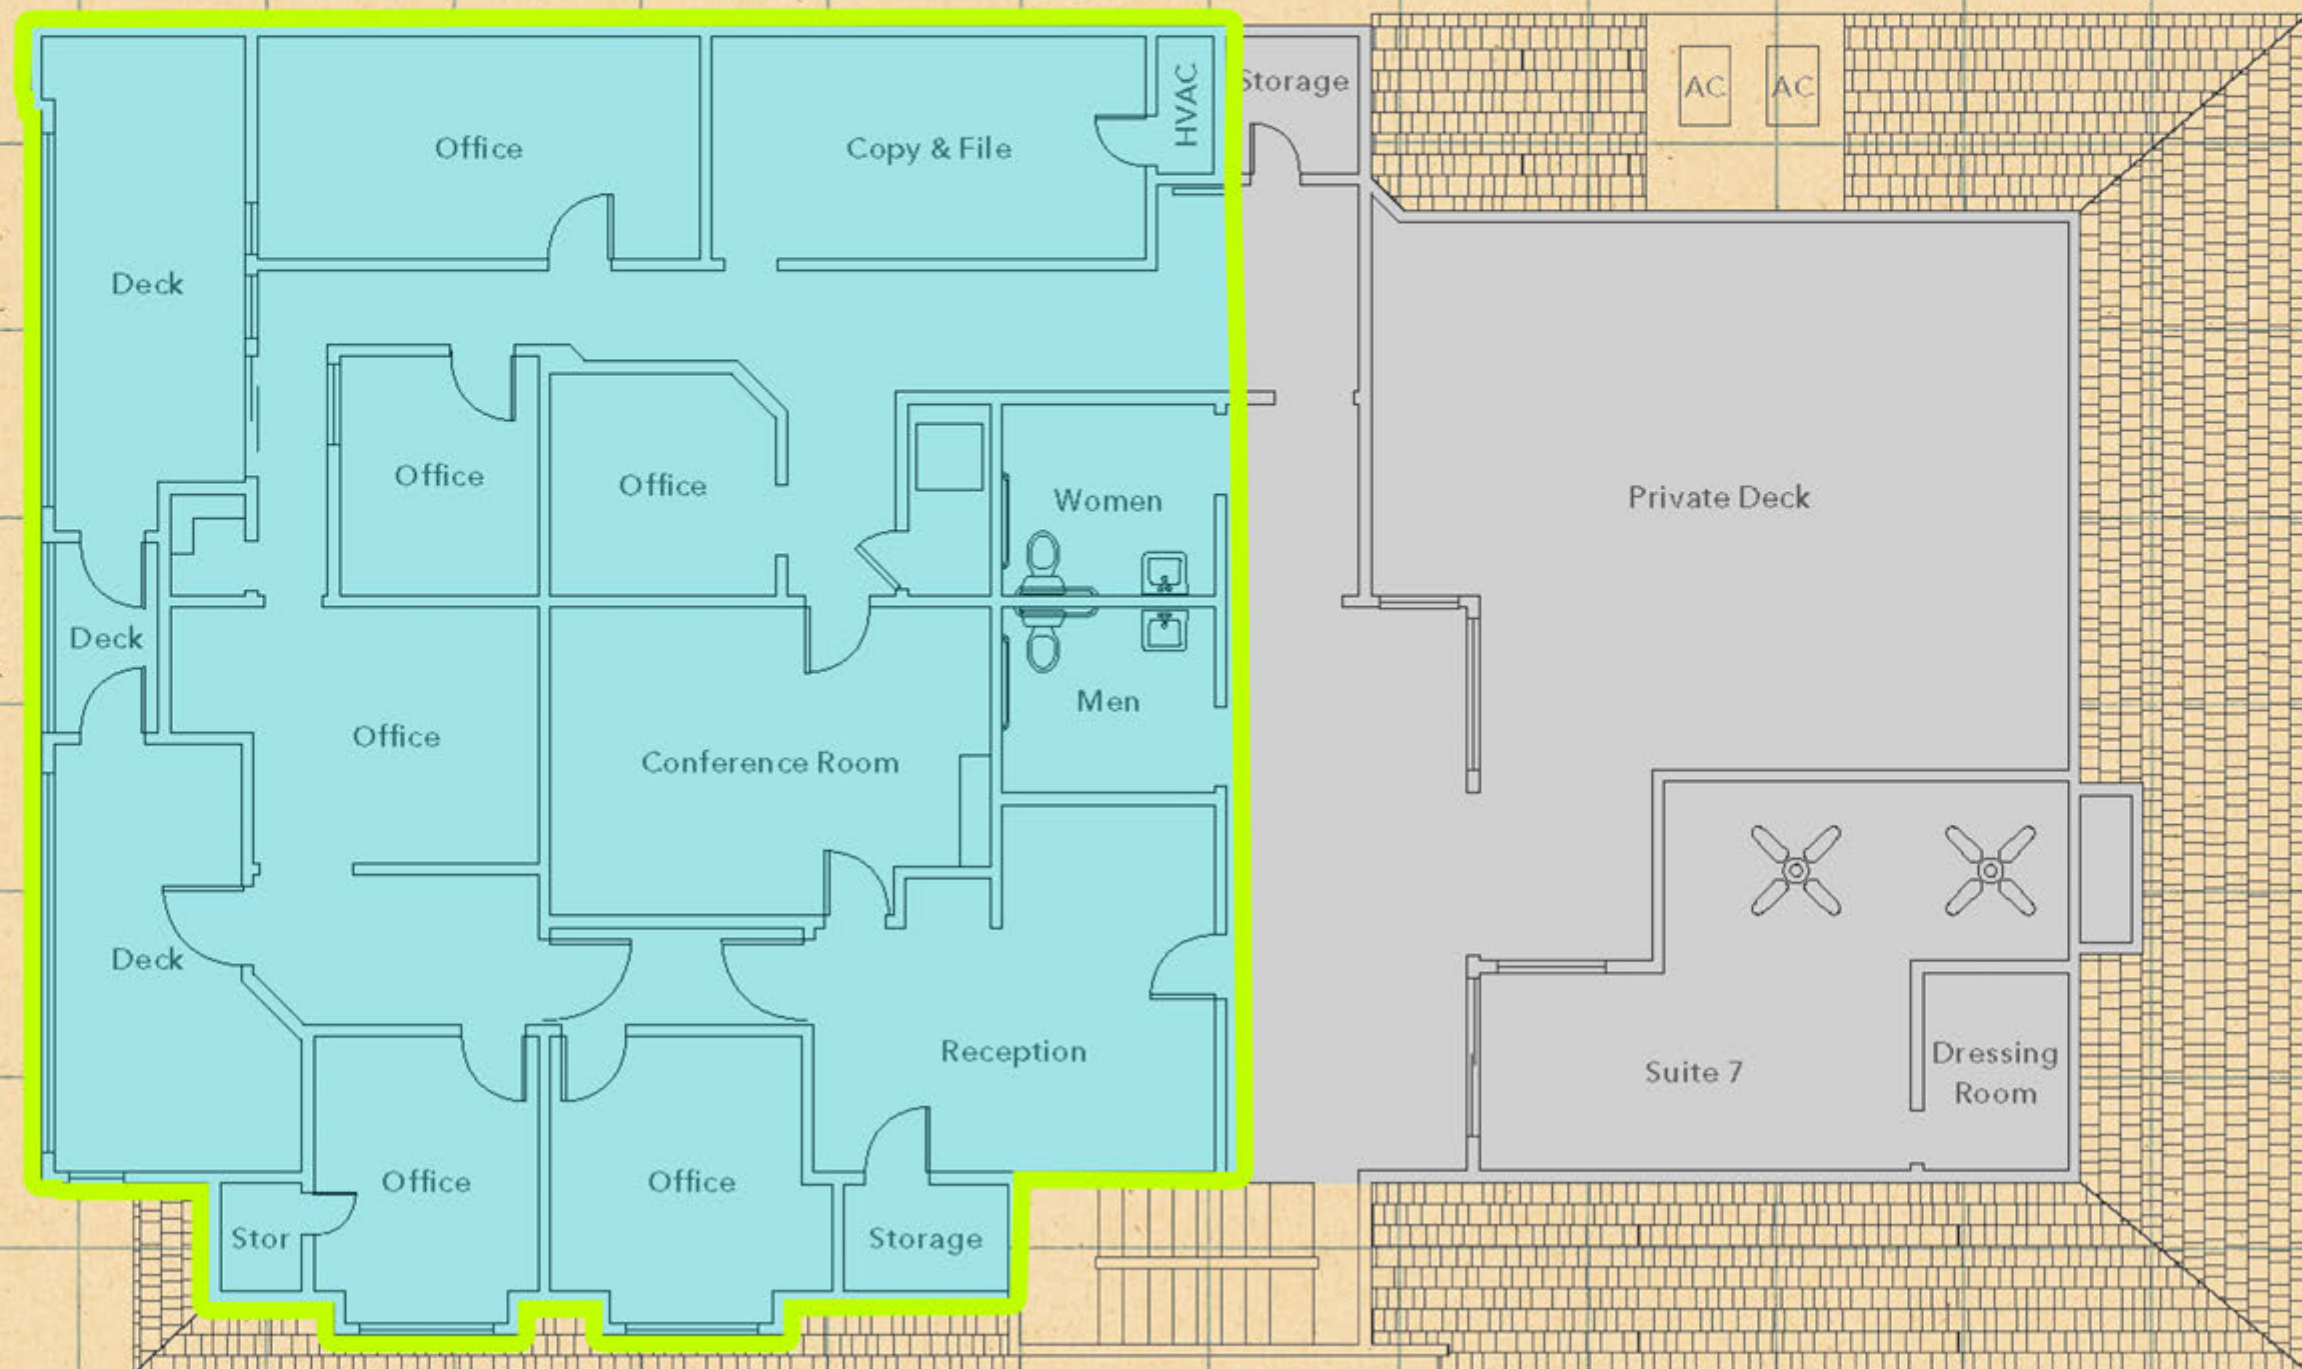 Storage
AC
AC
HVAC
Office
Copy & File
Deck
Office
Office
Women
Private Deck
Deck
Men
Office
Conference Room
Deck
Reception
Suite 7
Dressing
Room
Office
Office
Stor
Storage